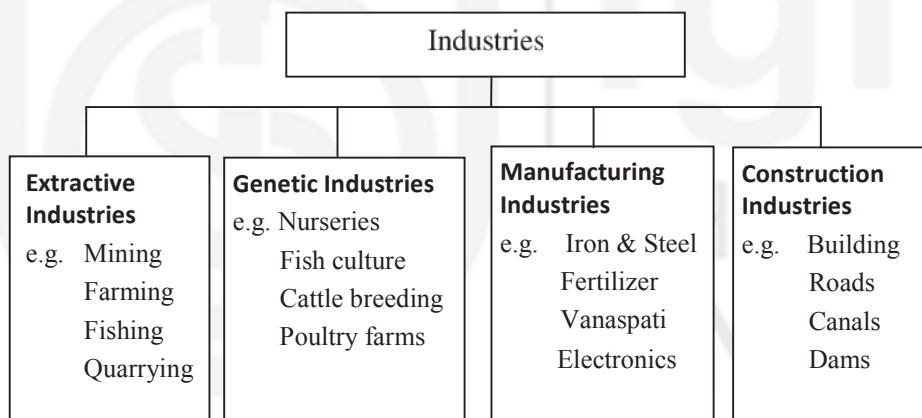 Industries
Extractive
Industries
e.g. Mining
Farming
Fishing
Quarrying
Genetic Industries
e.g. Nurseries
Fish culture
Cattle breeding
Poultry farms
Manufacturing
Industries
e.g. Iron & Steel
Fertilizer
Vanaspati
Electronics
Construction
Industries
e.g. Building
Roads
Canals
Dams